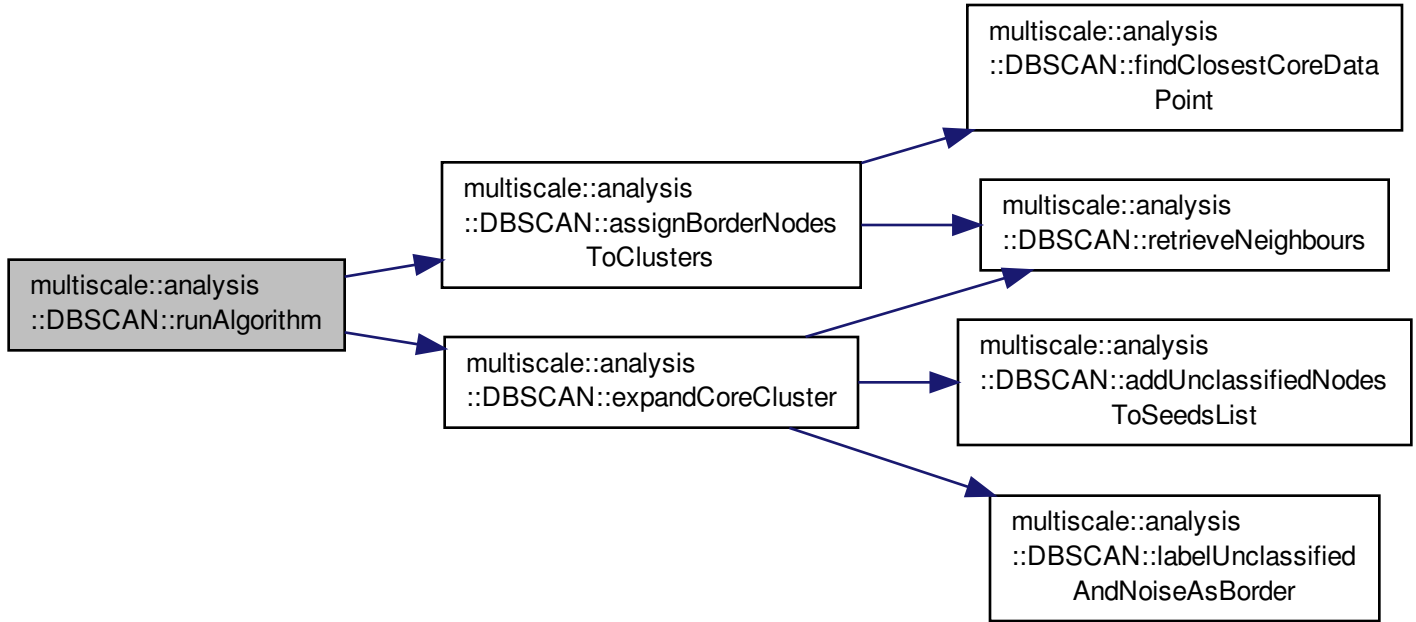 multiscale::analysis
::DBSCAN::findClosestCoreData
Point
multiscale::analysis
::DBSCAN::assignBorderNodes
ToClusters
multiscale::analysis
::DBSCAN::retrieveNeighbours
multiscale::analysis
::DBSCAN::runAlgorithm
multiscale::analysis
::DBSCAN::expandCoreCluster
multiscale::analysis
::DBSCAN::addUnclassifiedNodes
ToSeedsList
multiscale::analysis
::DBSCAN::labelUnclassified
AndNoiseAsBorder